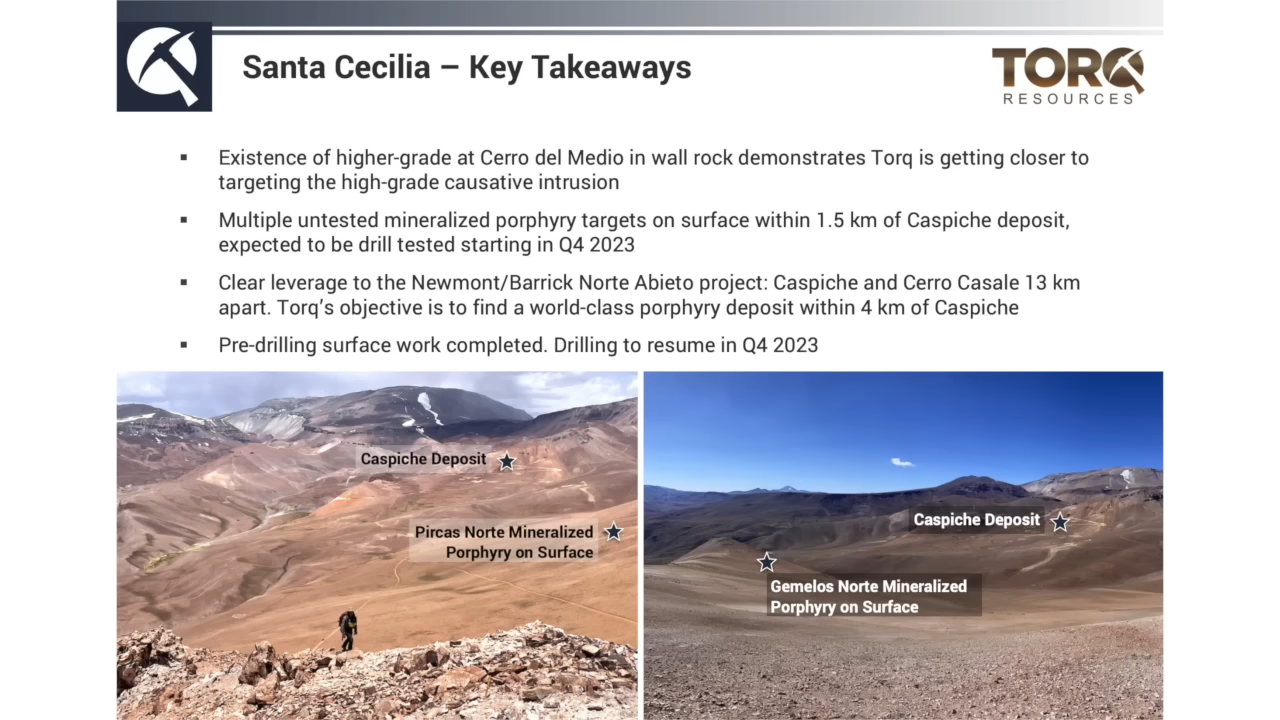 Santa Cecilia – Key Takeaways
TORQ
RESOURCES
▪ Existence of higher-grade at Cerro del Medio in wall rock demonstrates Torq is getting closer to
targeting the high-grade causative intrusion
▪ Multiple untested mineralized porphyry targets on surface within 1.5 km of Caspiche deposit,
expected to be drill tested starting in Q4 2023
▪ Clear leverage to the Newmont/Barrick Norte Abieto project: Caspiche and Cerro Casale 13 km
apart. Torq’s objective is to find a world-class porphyry deposit within 4 km of Caspiche
▪ Pre-drilling surface work completed. Drilling to resume in Q4 2023
Caspiche Deposit
Pircas Norte Mineralized
Porphyry on Surface
Caspiche Deposit
Gemelos Norte Mineralized
Porphyry on Surface